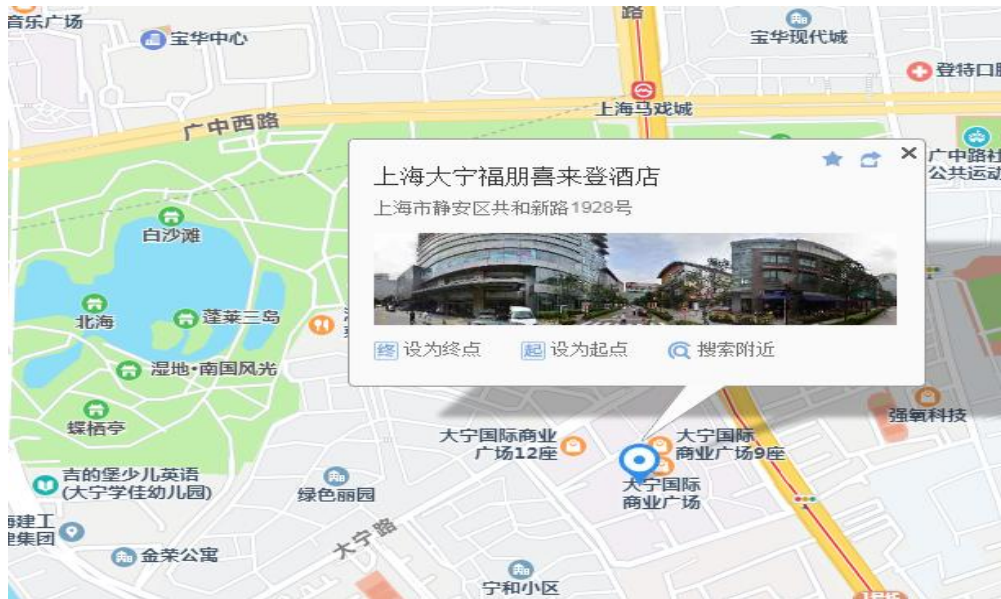 音乐广场
宝华中心
路
宝华现代城
登特口
上海马戏城
广中西路
广中路社
公共运动
上海大宁福朋喜来登酒店
上海市静安区共和新路1928号
白沙滩
北海
蓬莱三岛
湿地·南国风光
终 设为终点
起 设为起点
搜索附近
蝶栖亭
强氧科技
大宁国际商业
广场12座
大宁国际
商业广场9座
大宁国际
商业广场
吉的堡少儿英语
(大宁学佳幼儿园)
绿色丽园
大宁路
海建工
集团
金荣公寓
宁和小区
1号线